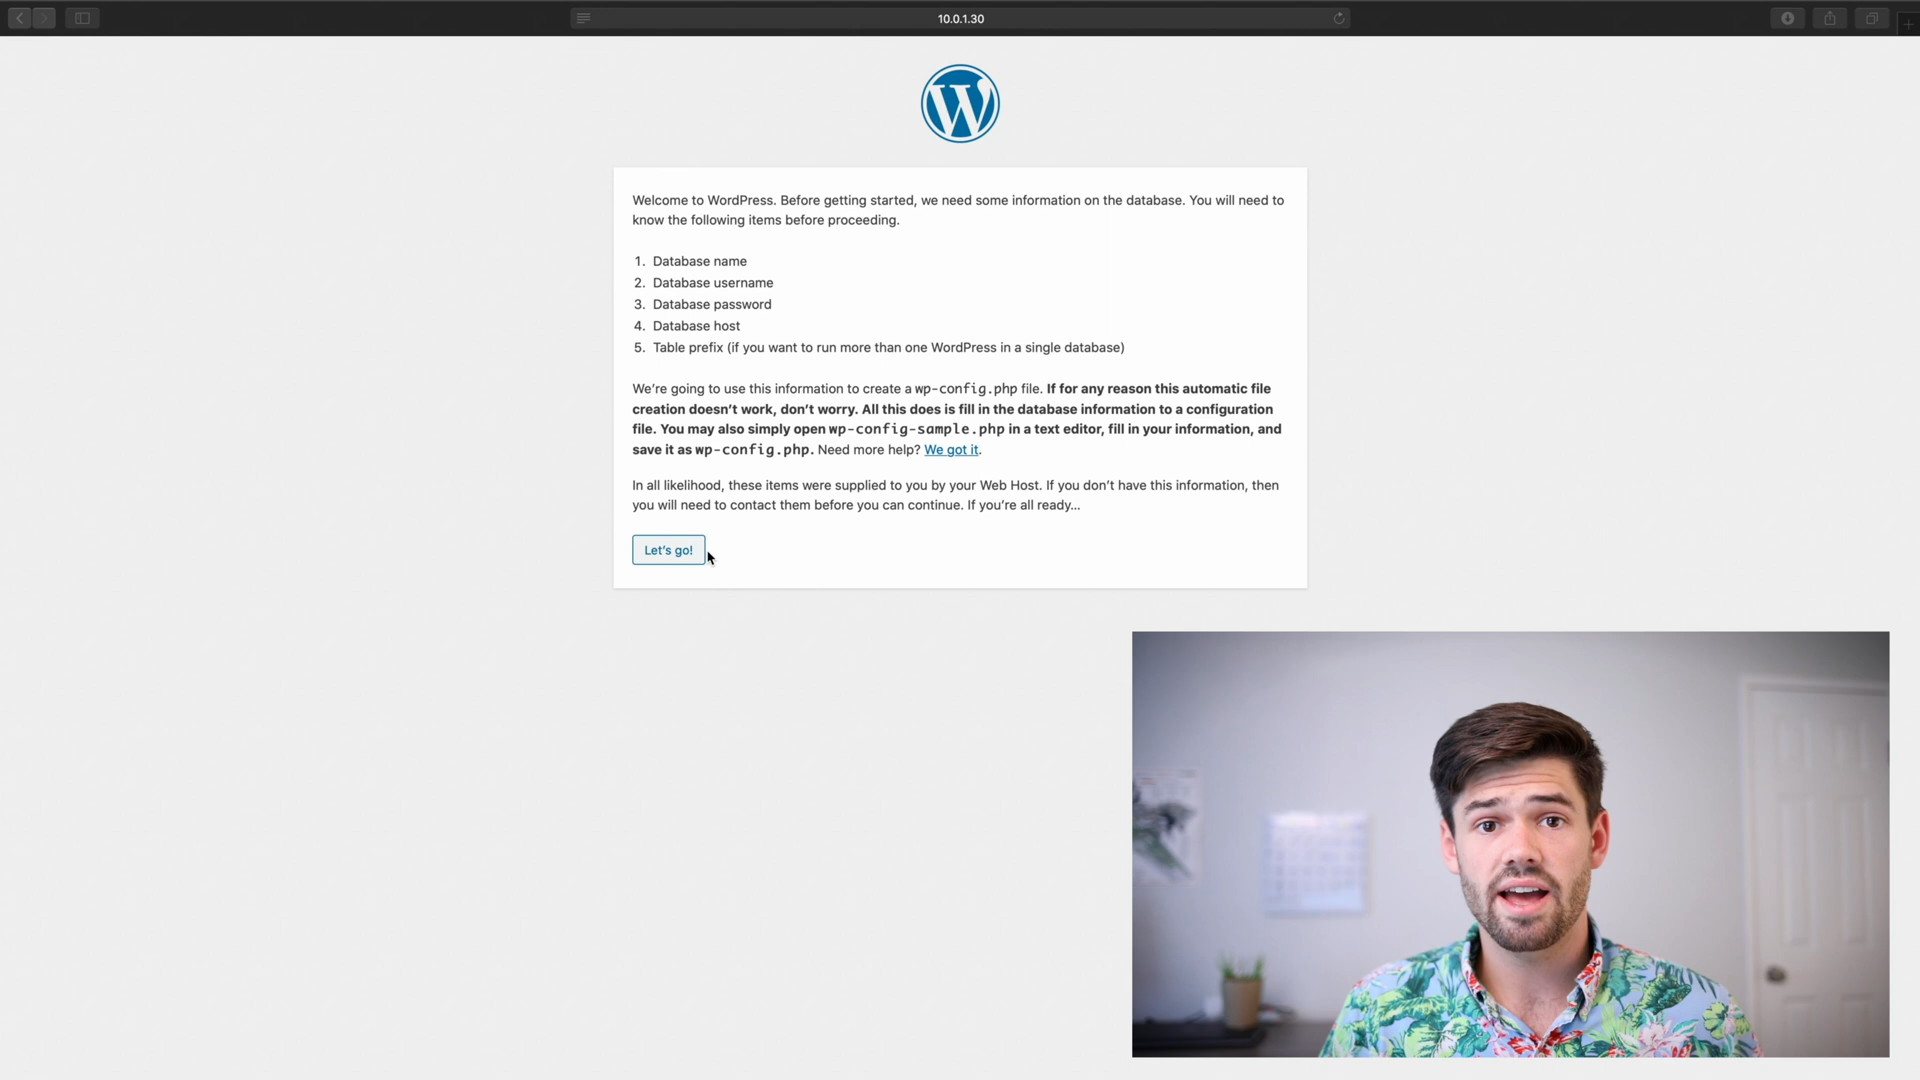 10.0.1.30
Welcome to WordPress. Before getting started, we need some information on the database. You will need to
know the following items before proceeding.
1. Database name
2. Database username
3. Database password
4. Database host
5. Table prefix (if you want to run more than one WordPress in a single database)
We’re going to use this information to create a wp-config.php file. If for any reason this automatic file
creation doesn’t work, don’t worry. All this does is fill in the database information to a configuration
file. You may also simply open wp-config-sample.php in a text editor, fill in your information, and
save it as wp-config.php. Need more help? We got it.
In all likelihood, these items were supplied to you by your Web Host. If you don’t have this information, then
you will need to contact them before you can continue. If you’re all ready…
Let’s go!